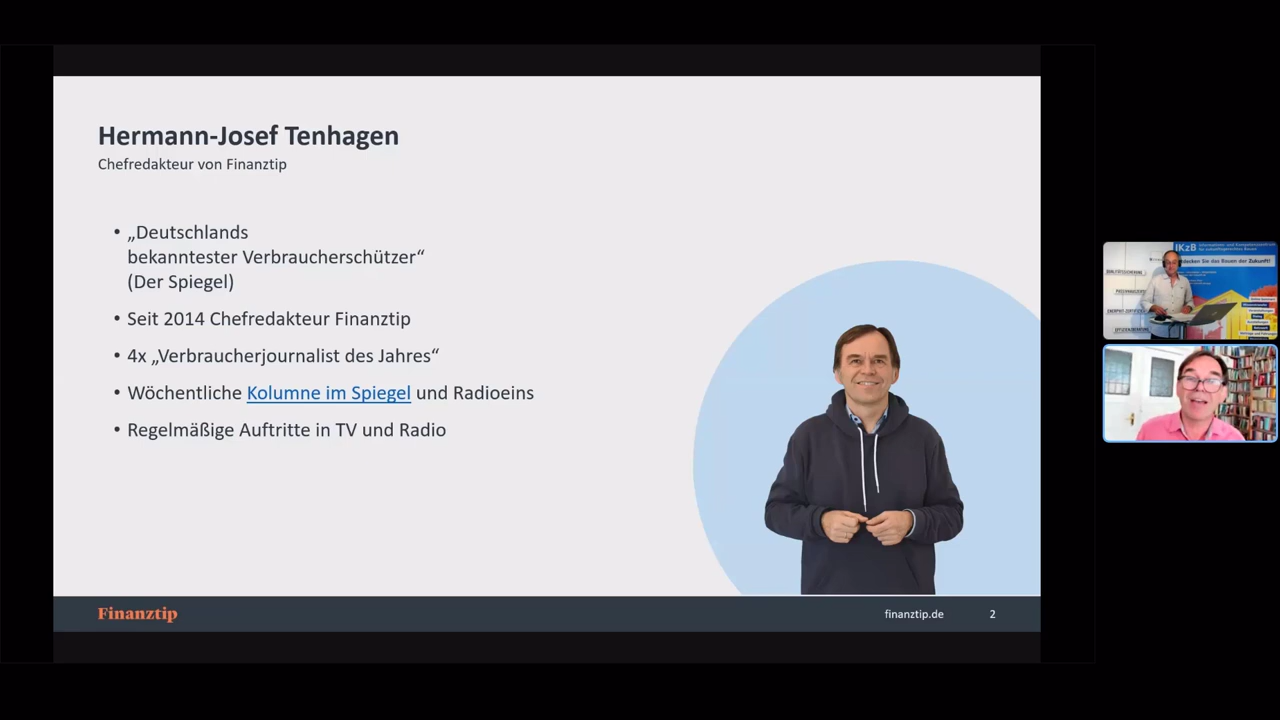 Hermann-Josef Tenhagen
Chefredakteur von Finanztip
• „Deutschlands
bekanntester Verbraucherschützer“
(Der Spiegel)
• Seit 2014 Chefredakteur Finanztip
• 4x „Verbraucherjournalist des Jahres“
• Wöchentliche Kolumne im Spiegel und Radioeins
• Regelmäßige Auftritte in TV und Radio
Finanztip
finanztip.de
2
IKzB